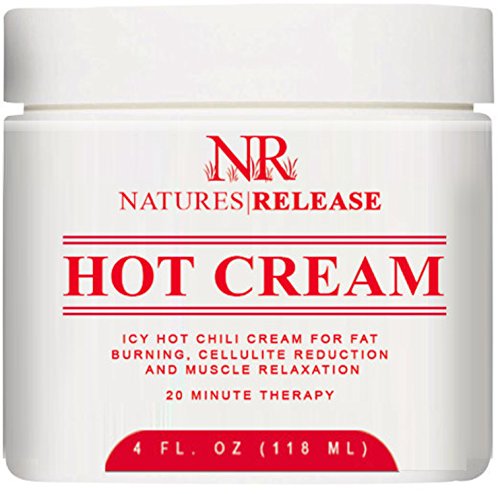 NR
NATURES|RELEASE
HOT CREAM
ICY HOT CHILI CREAM FOR FAT
BURNING, CELLULITE REDUCTION
AND MUSCLE RELAXATION
20 MINUTE THERAPY
4 FL. OZ (118 ML)